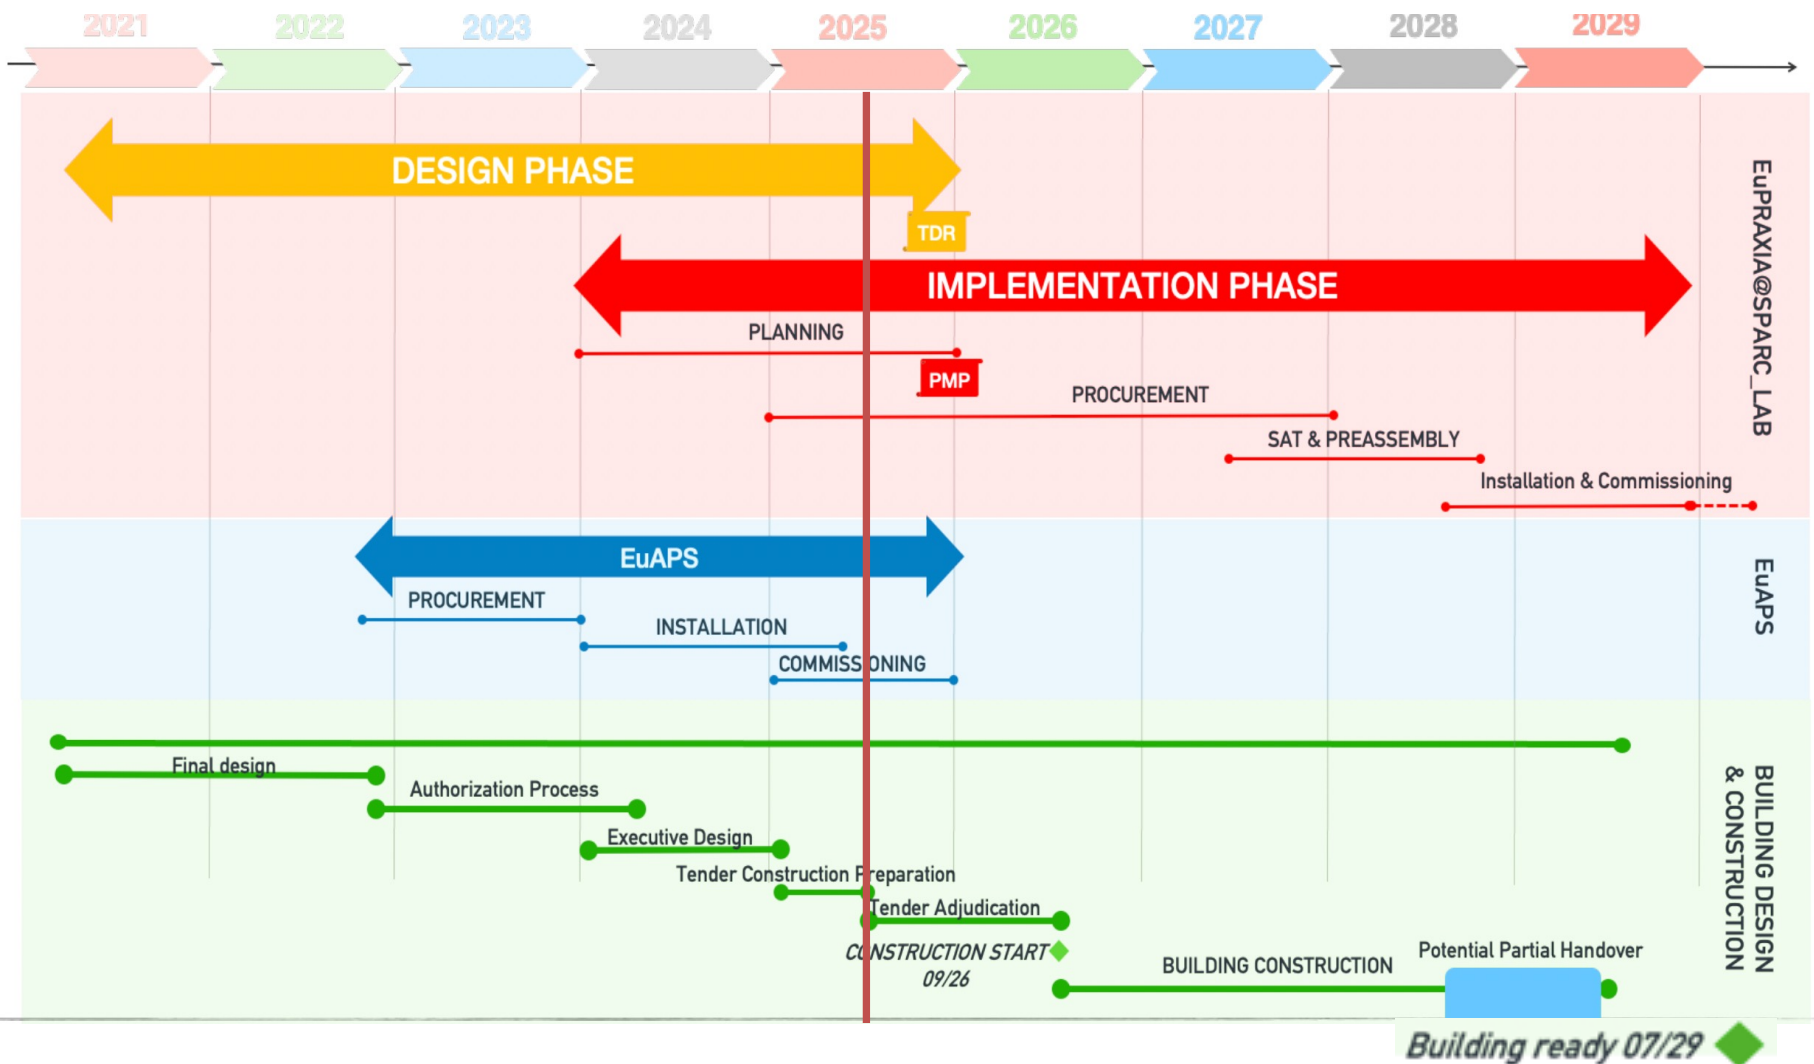 2021 2022 2023 2024 2025 2026 2027 2028 2029
DESIGN PHASE
TDR
IMPLEMENTATION PHASE
PLANNING
PMP
PROCUREMENT
SAT & PREASSEMBLY
Installation & Commissioning
EuPRAXIA@SPARC_LAB
EuAPS
PROCUREMENT
INSTALLATION
COMMISSIONING
EuAPS
Final design
Authorization Process
Executive Design
Tender Construction Preparation
Tender Adjudication
CONSTRUCTION START
09/26
BUILDING CONSTRUCTION
Potential Partial Handover
BUILDING DESIGN
& CONSTRUCTION
Building ready 07/29